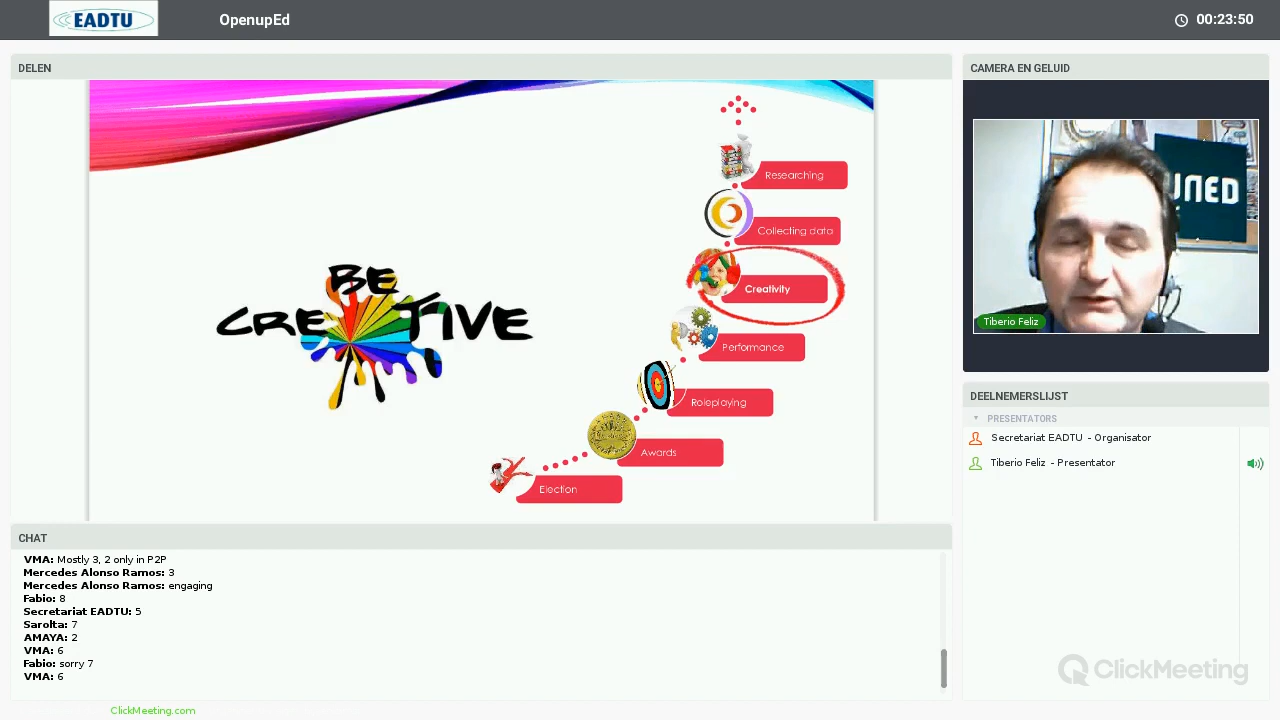 EADTU
OpenupEd
00:23:50
DELEN
Researching
Collecting data
Creativity
Performance
Roleplaying
Awards
Election
BE
CREATIVE
CAMERA EN GELUID
UNED
Tiberio Feliz
DEELNEMERSLIJST
PRESENTATORS
Secretariat EADTU - Organisator
Tiberio Feliz - Presentator
CHAT
VMA: Mostly 3, 2 only in P2P
Mercedes Alonso Ramos: 3
Mercedes Alonso Ramos: engaging
Fabio: 8
Secretariat EADTU: 5
Sarolta: 7
AMAYA: 2
VMA: 6
Fabio: sorry 7
VMA: 6
ClickMeeting
ClickMeeting.com